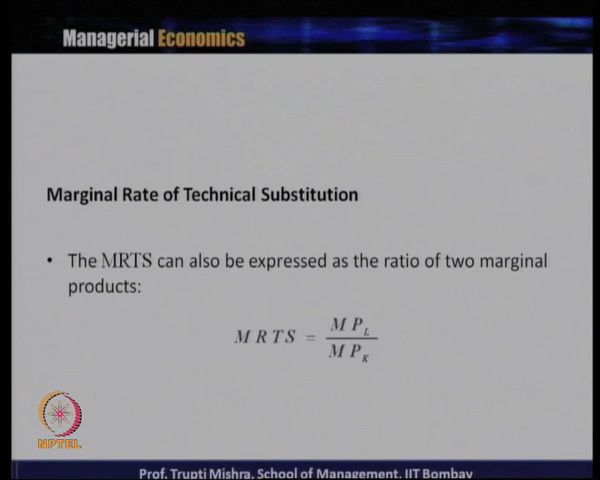 Managerial Economics
Marginal Rate of Technical Substitution
• The MRTS can also be expressed as the ratio of two marginal
products:
MRTS = MP_L / MP_K
NPTEL
Prof. Trupti Mishra, School of Management, IIT Bombay